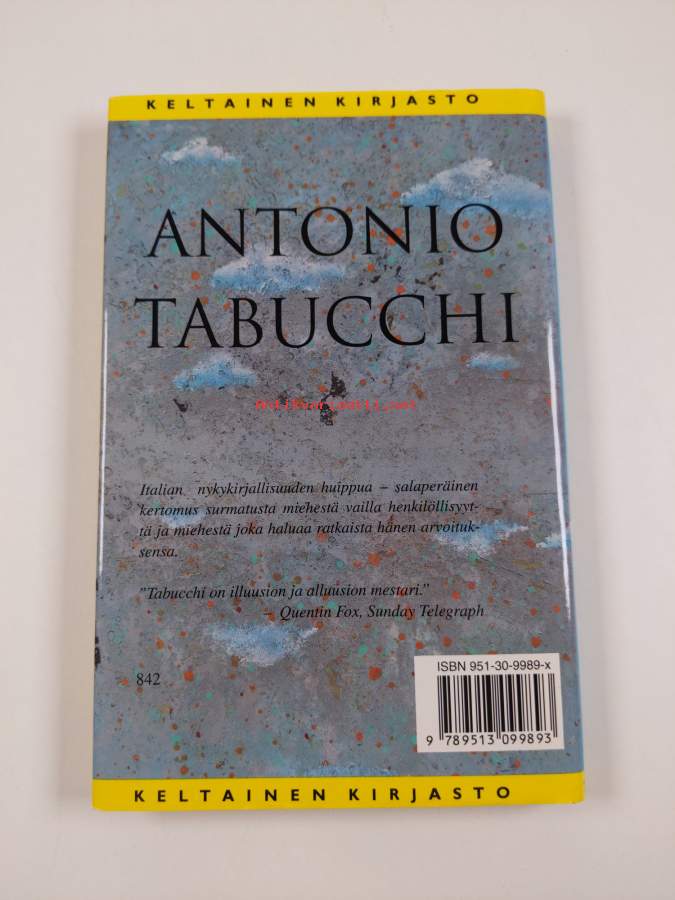 KELTAINEN KIRJASTO
ANTONIO
TABUCCHI
Antikvariaatti.net
Italian nykykirjallisuuden huippua – salaperäinen
kertomus surmatusta miehestä vailla henkilöllisyyt-
tä ja miehestä joka haluaa ratkaista hänen arvoituk-
sensa.
"Tabucchi on illuusion ja alluusion mestari."
– Quentin Fox, Sunday Telegraph
842
ISBN 951-30-9989-x
9 789513 099893
KELTAINEN KIRJASTO